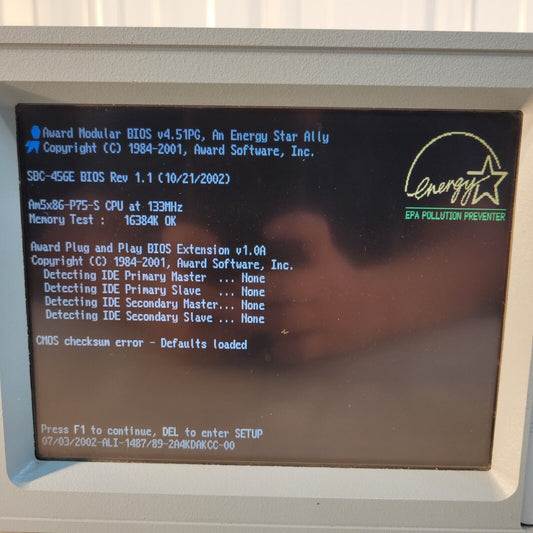 Award Modular BIOS v4.51PG, An Energy Star Ally
Copyright (C) 1984-2001, Award Software, Inc.
energy
EPA POLLUTION PREVENTER
SBC-456E BIOS Rev 1.1 (10/21/2002)
Am5x86-P75-S CPU at 133MHz
Memory Test : 16384K OK
Award Plug and Play BIOS Extension v1.0A
Copyright (C) 1984-2001, Award Software, Inc.
Detecting IDE Primary Master ... None
Detecting IDE Primary Slave ... None
Detecting IDE Secondary Master... None
Detecting IDE Secondary Slave ... None
CMOS checksum error - Defaults loaded
Press F1 to continue, DEL to enter SETUP
07/03/2002-ALI-1487/89-2A4KDAKCC-00